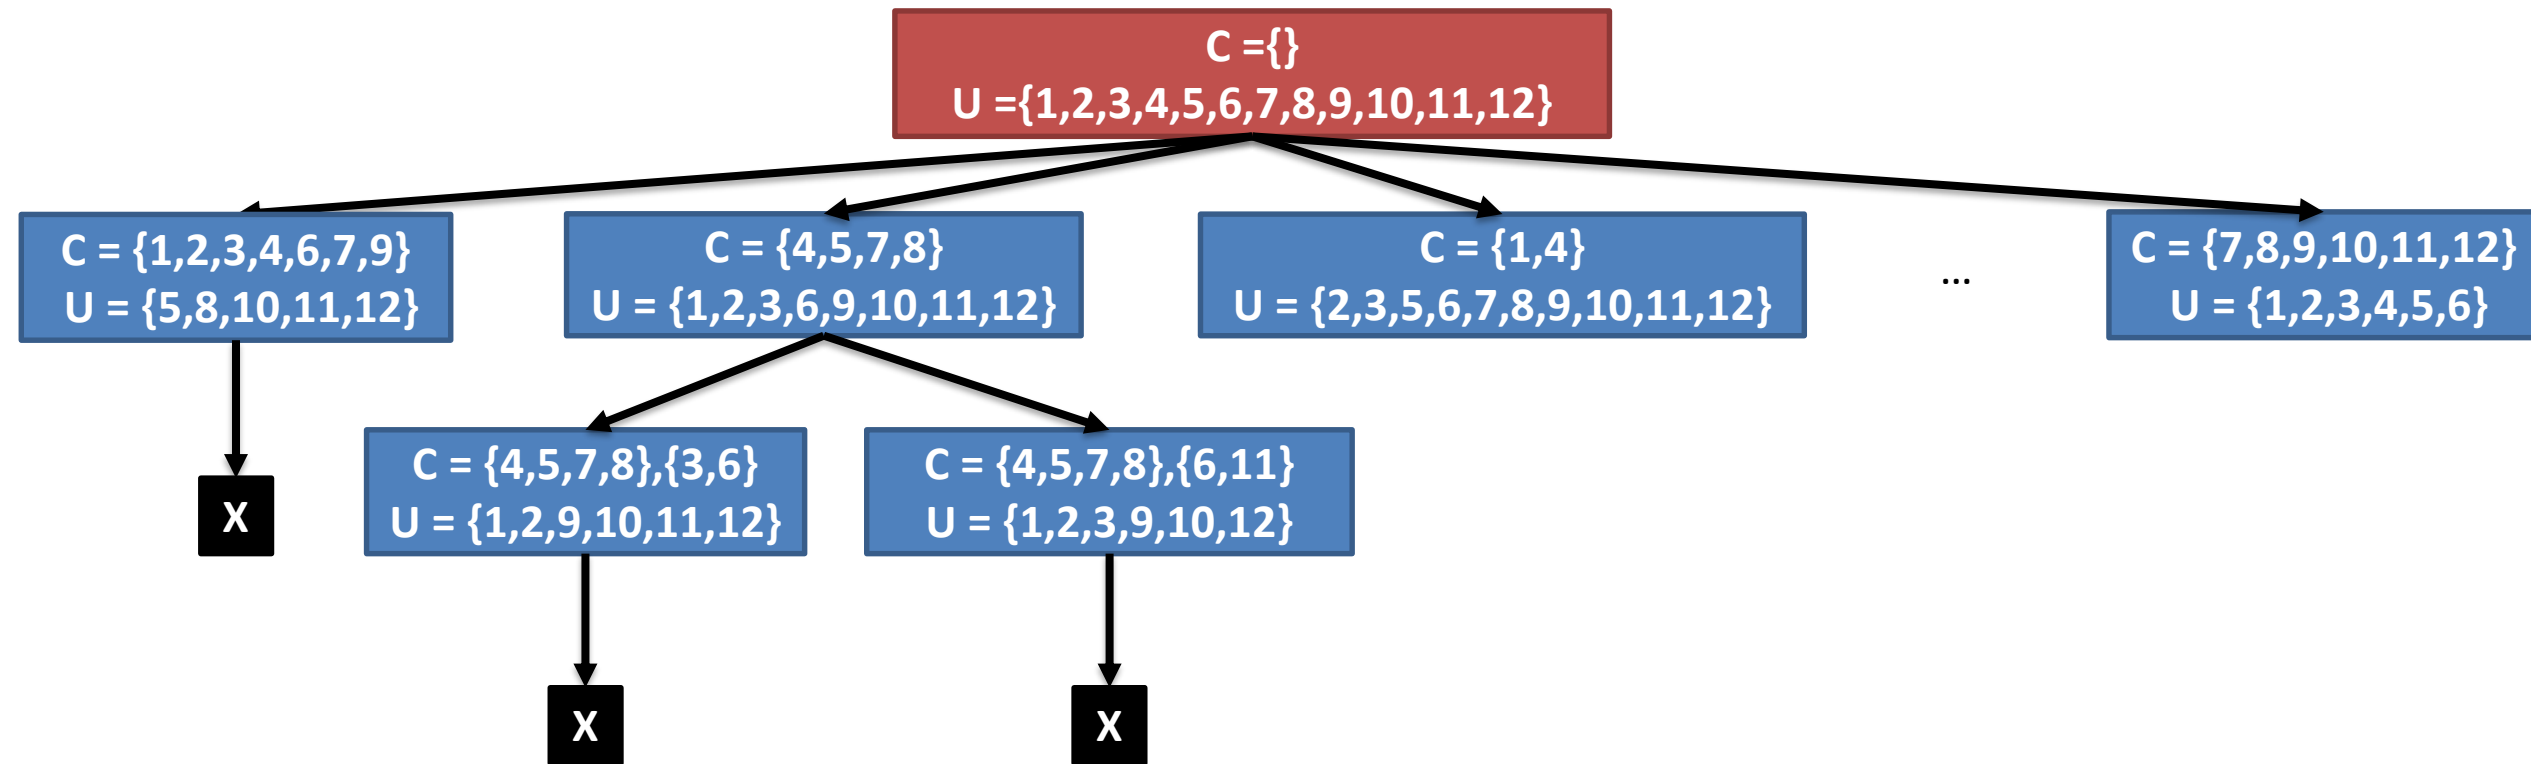 C ={}
U ={1,2,3,4,5,6,7,8,9,10,11,12}
C = {1,2,3,4,6,7,9}
U = {5,8,10,11,12}
C = {4,5,7,8}
U = {1,2,3,6,9,10,11,12}
C = {1,4}
U = {2,3,5,6,7,8,9,10,11,12}
...
C = {7,8,9,10,11,12}
U = {1,2,3,4,5,6}
C = {4,5,7,8},{3,6}
U = {1,2,9,10,11,12}
C = {4,5,7,8},{6,11}
U = {1,2,3,9,10,12}
X
X
X